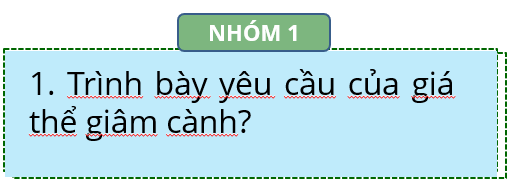 NHÓM 1
1. Trình bày yêu cầu của giá
thể giâm cành?